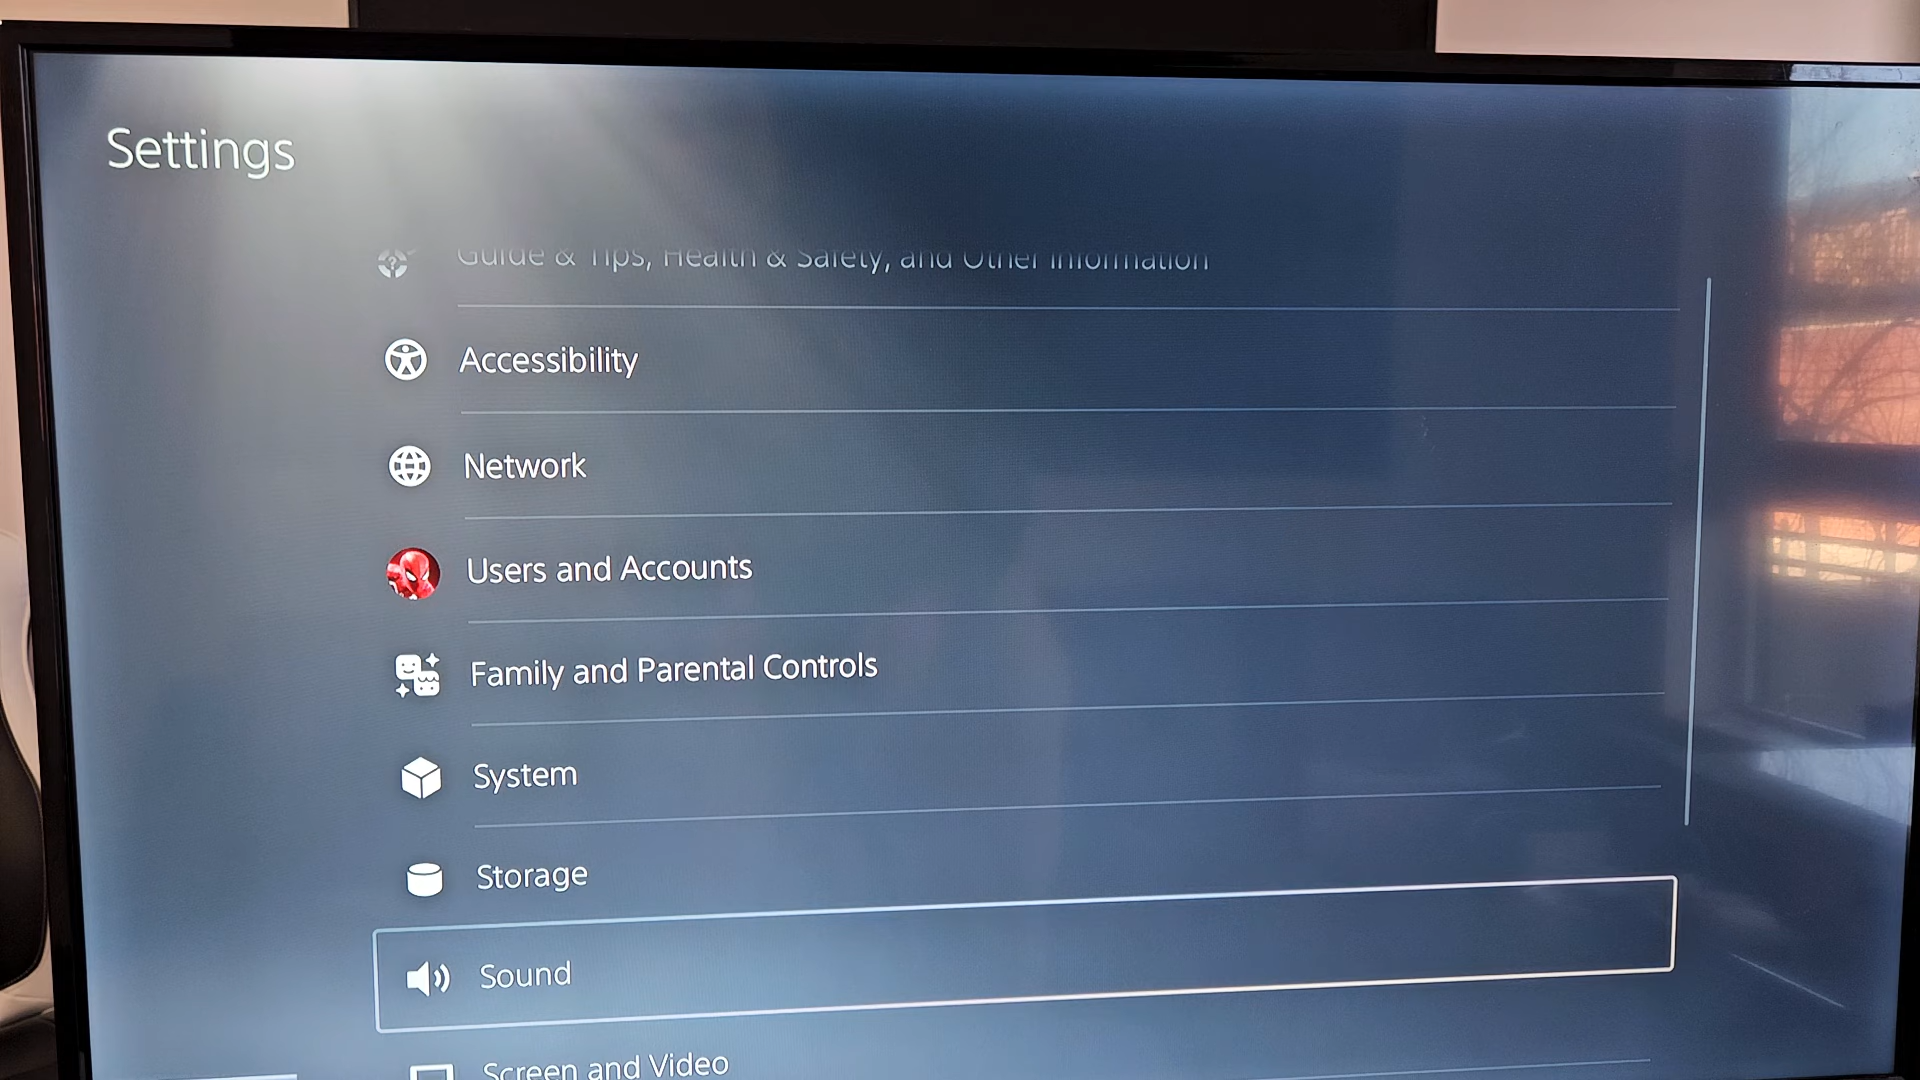 Settings
Guide & Tips, Health & Safety, and Other Information
Accessibility
Network
Users and Accounts
Family and Parental Controls
System
Storage
Sound
Screen and Video